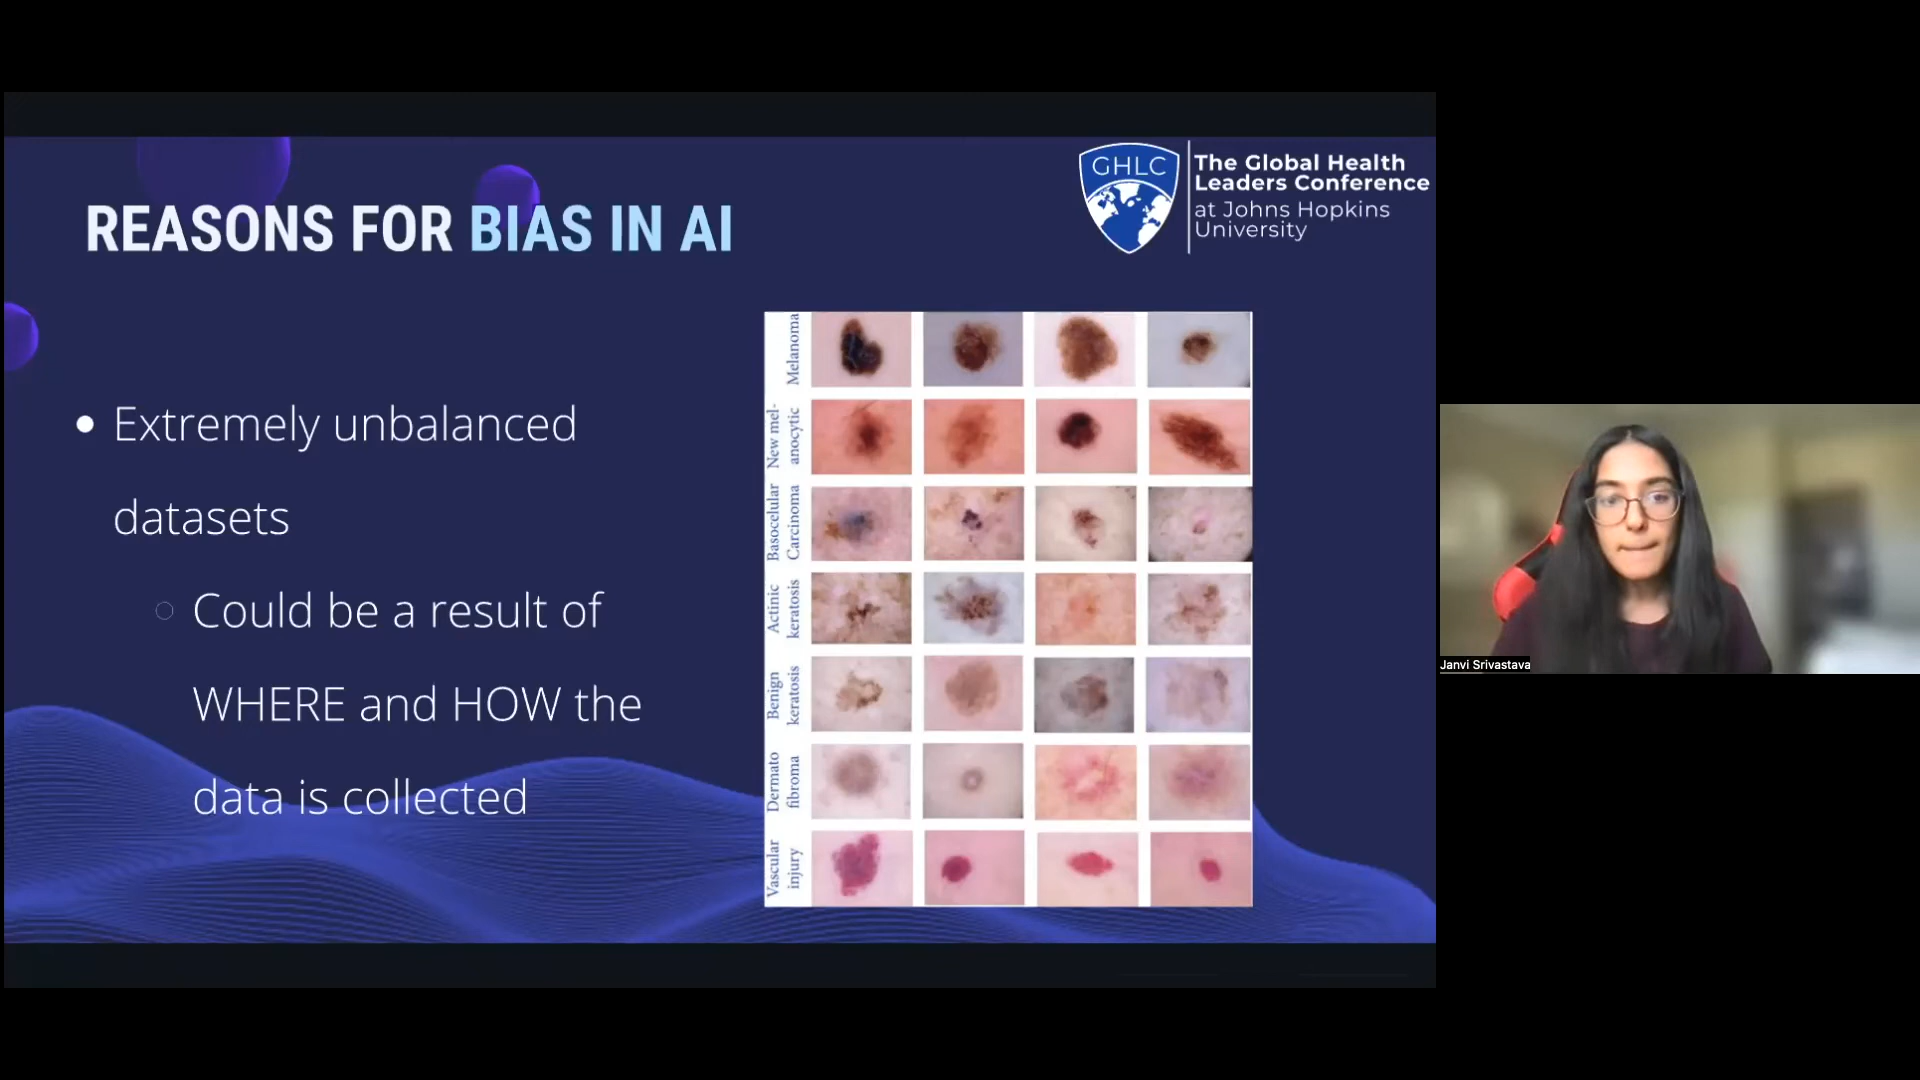 GHLC
The Global Health
Leaders Conference
at Johns Hopkins
University
REASONS FOR BIAS IN AI
Extremely unbalanced
datasets
Could be a result of
WHERE and HOW the
data is collected
Melanoma
New mel-
anocytic
Basocelular
Carcinoma
Actinic
keratosis
Benign
keratosis
Dermato
fibroma
Vascular
injury
Janvi Srivastava